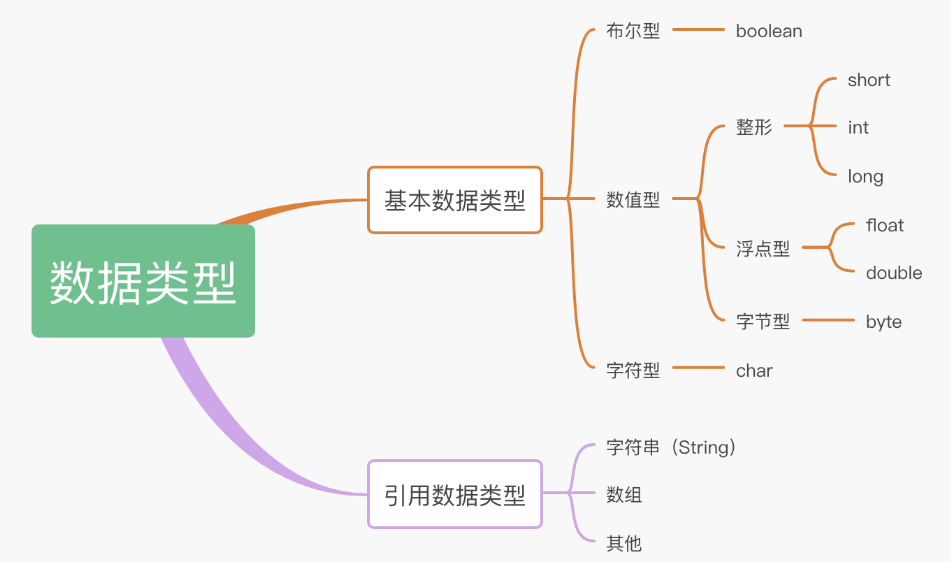 数据类型
基本数据类型
布尔型
boolean
数值型
整形
short
int
long
浮点型
float
double
字节型
byte
字符型
char
引用数据类型
字符串（String）
数组
其他